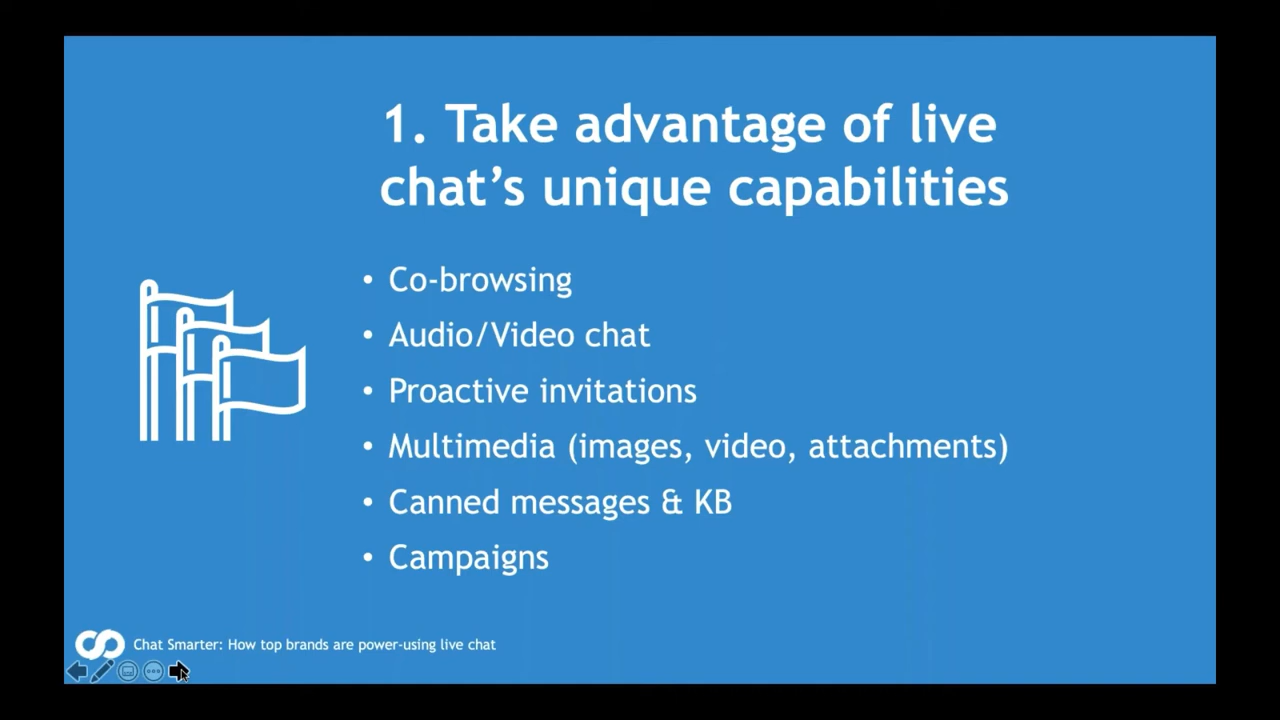 1. Take advantage of live
chat’s unique capabilities
• Co-browsing
• Audio/Video chat
• Proactive invitations
• Multimedia (images, video, attachments)
• Canned messages & KB
• Campaigns
Chat Smarter: How top brands are power-using live chat